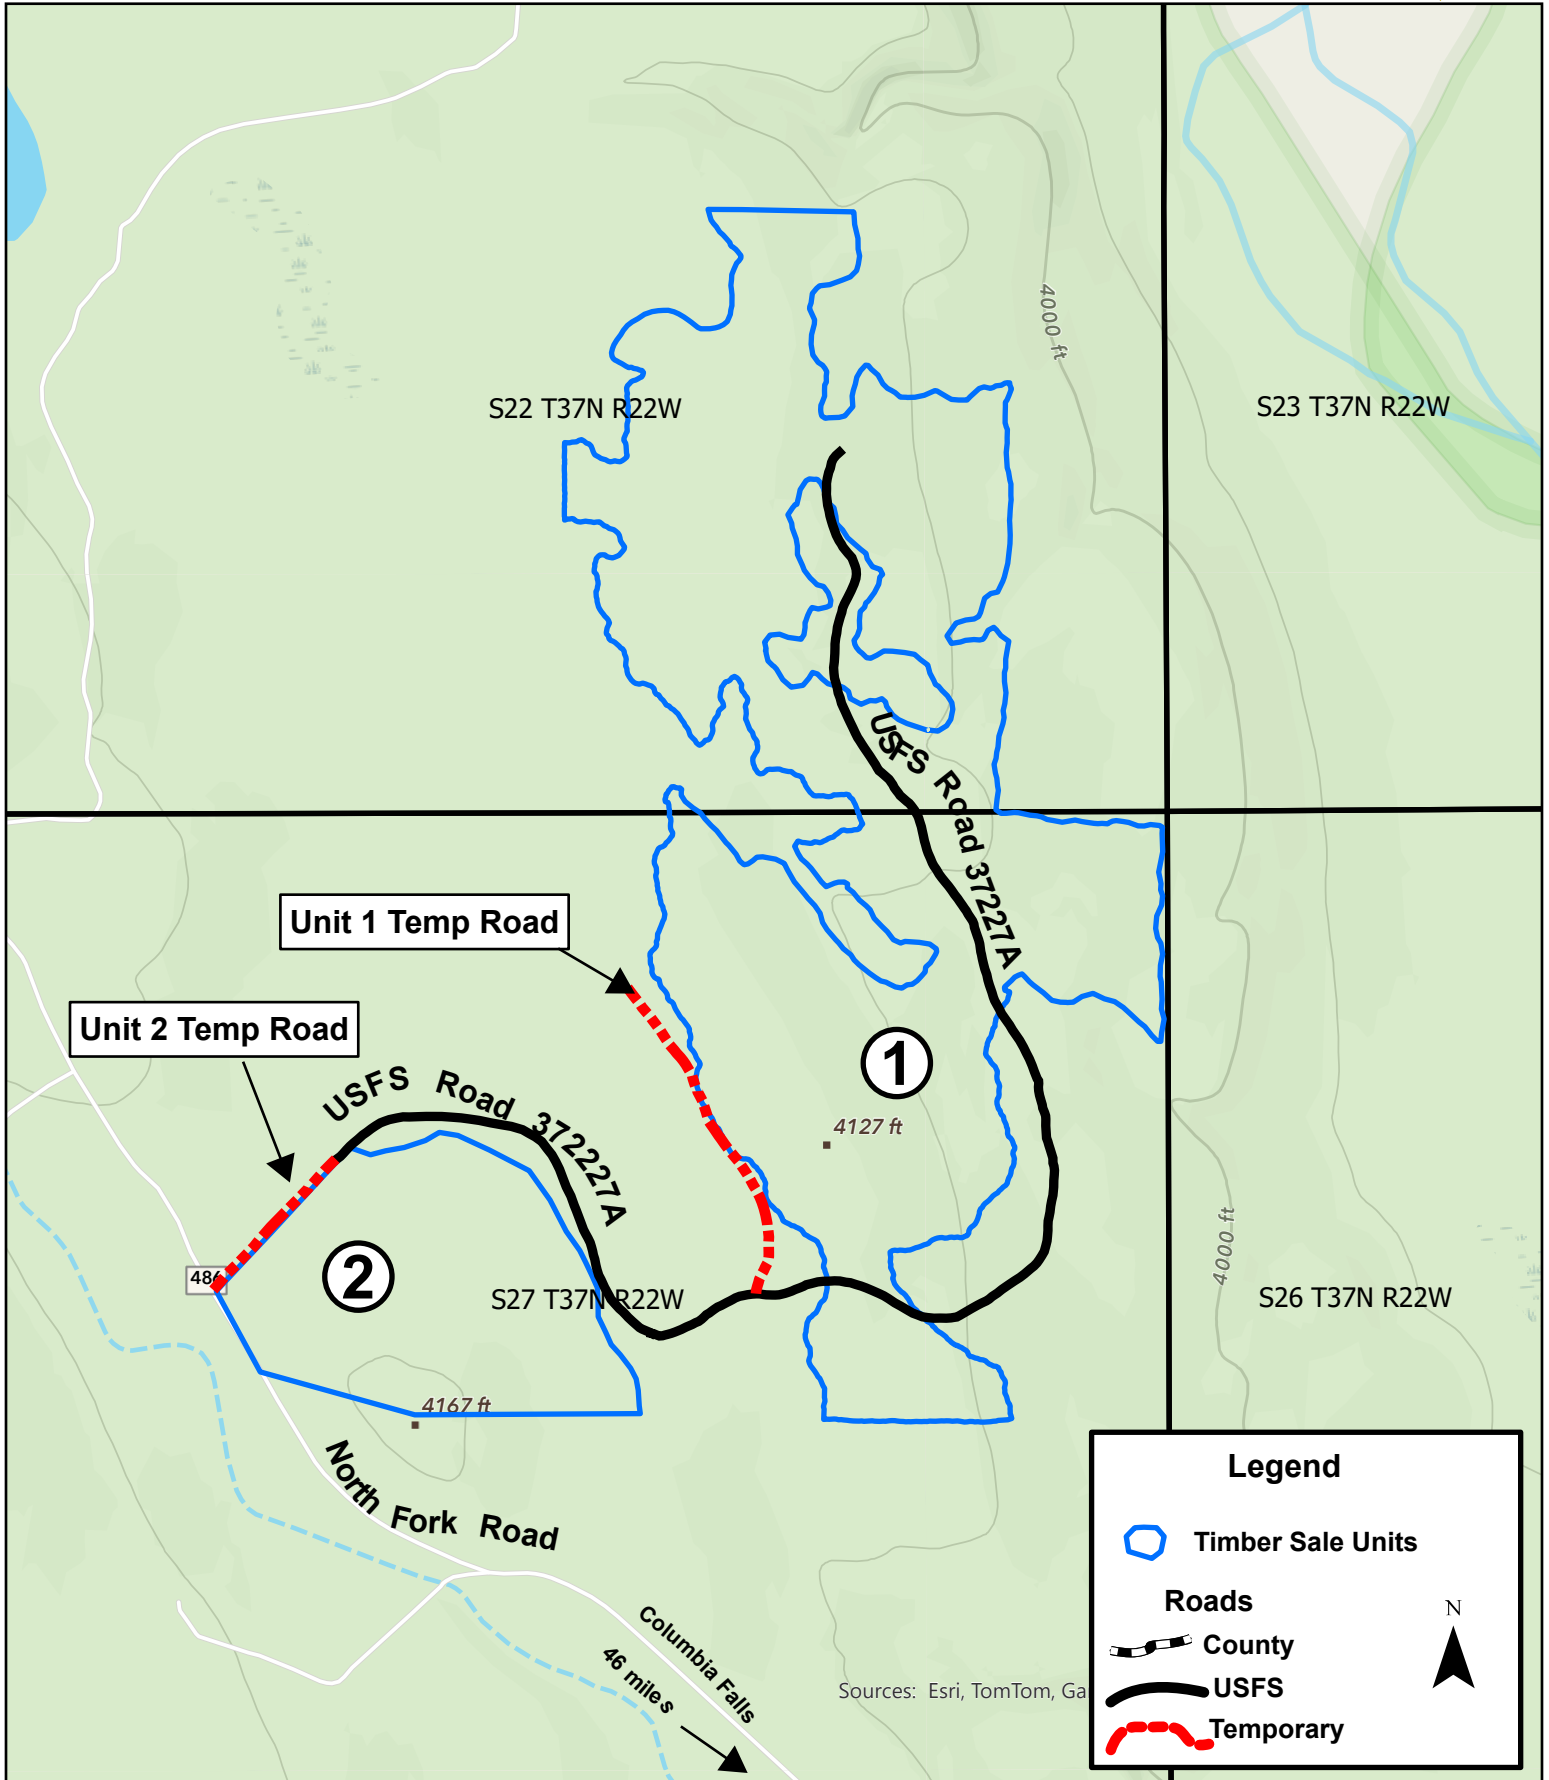 4000 ft
S22 T37N R22W
S23 T37N R22W
USFS Road 37227A
Unit 1 Temp Road
Unit 2 Temp Road
1
USFS Road 372227A
4127 ft
2
486
S27 T37N R22W
4000 ft
S26 T37N R22W
4167 ft
North Fork Road
Columbia Falls
46 miles
Sources: Esri, TomTom, Ga
Legend
Timber Sale Units
Roads
N
County
USFS
Temporary